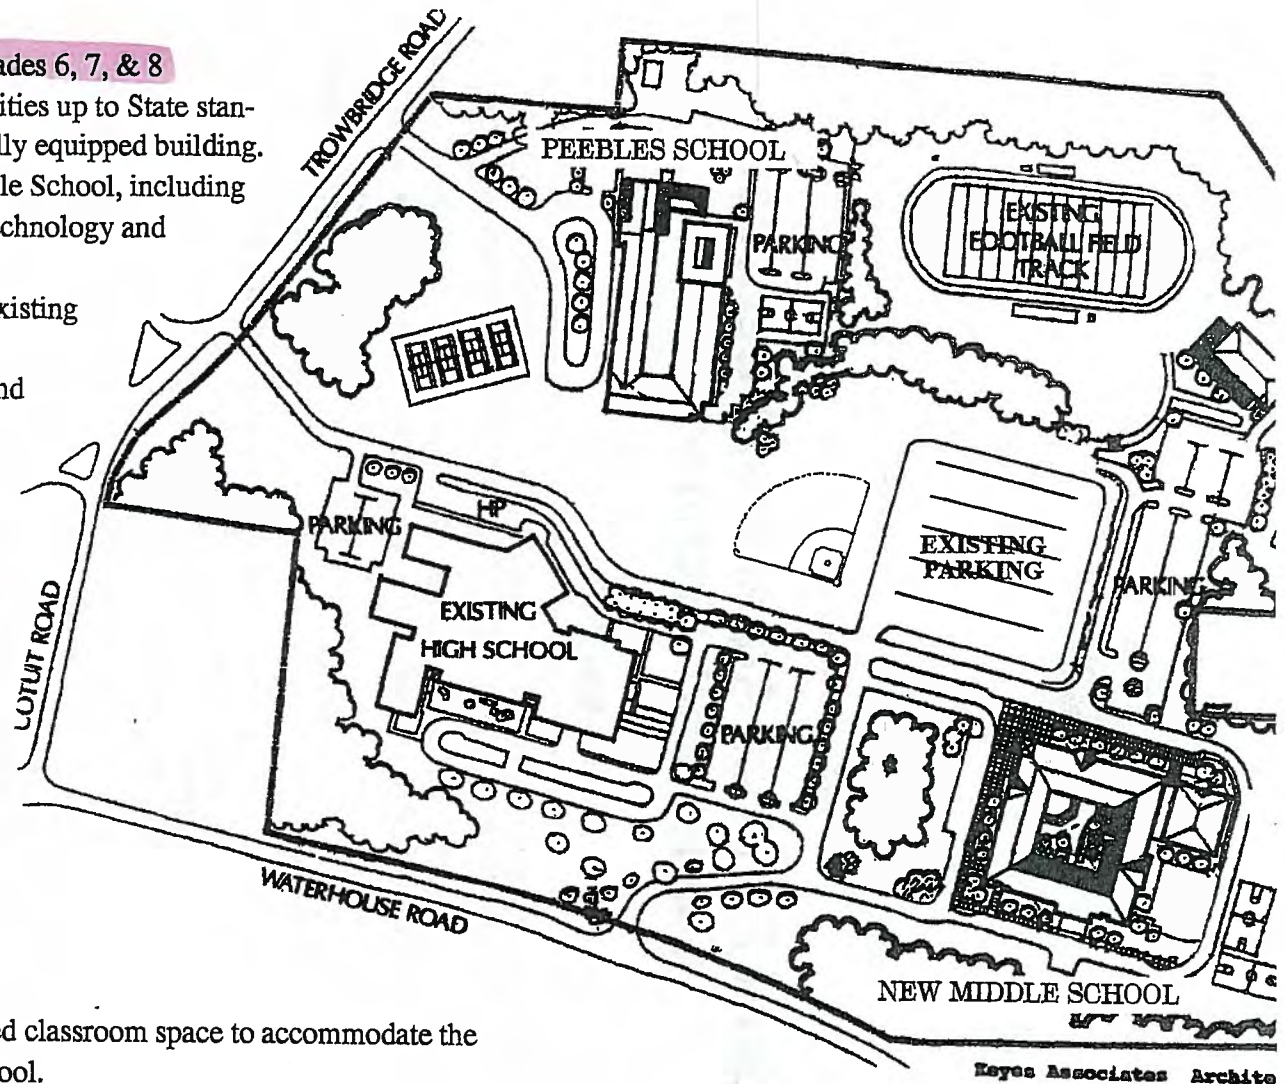 ades 6, 7, & 8
ities up to State stan-
lly equipped building.
le School, including
chnology and
xisting
nd
TROWBRIDGE ROAD
PEEBLES SCHOOL
PARKING
EXISTING
FOOTBALL FIELD
TRACK
PARKING
HP
EXISTING
PARKING
PARKING
EXISTING
HIGH SCHOOL
COTUIT ROAD
PARKING
WATERHOUSE ROAD
NEW MIDDLE SCHOOL
ed classroom space to accommodate the
ool.
Keyes Associates Archite